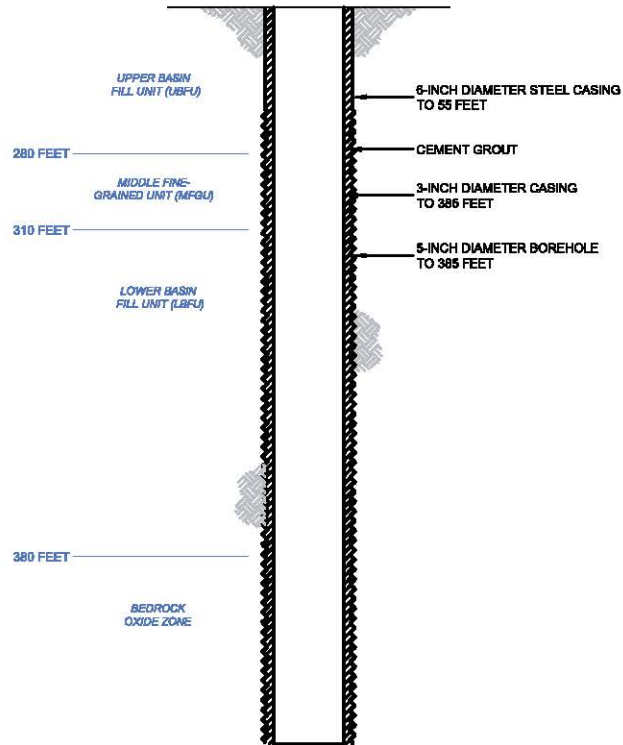 UPPER BASIN
FILL UNIT (UBFU)
6-INCH DIAMETER STEEL CASING
TO 55 FEET
280 FEET
CEMENT GROUT
MIDDLE FINE-
GRAINED UNIT (MFGU)
3-INCH DIAMETER CASING
TO 385 FEET
310 FEET
5-INCH DIAMETER BOREHOLE
TO 385 FEET
LOWER BASIN
FILL UNIT (LBFU)
380 FEET
BEDROCK
OXIDE ZONE